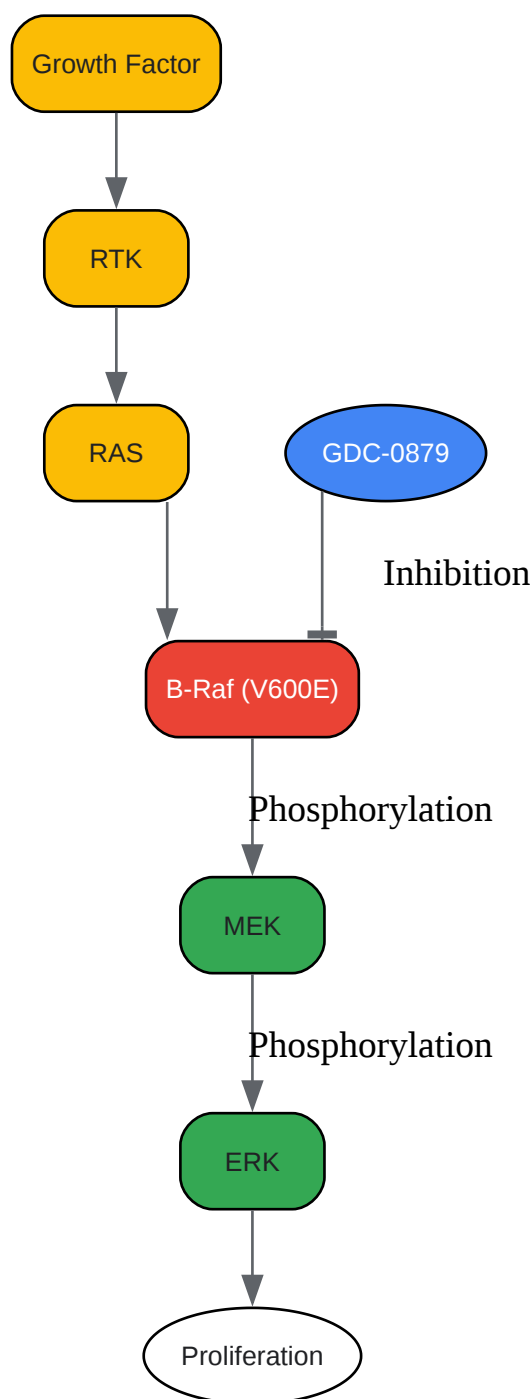 Growth Factor
RTK
RAS
GDC-0879
Inhibition
B-Raf (V600E)
Phosphorylation
MEK
Phosphorylation
ERK
Proliferation